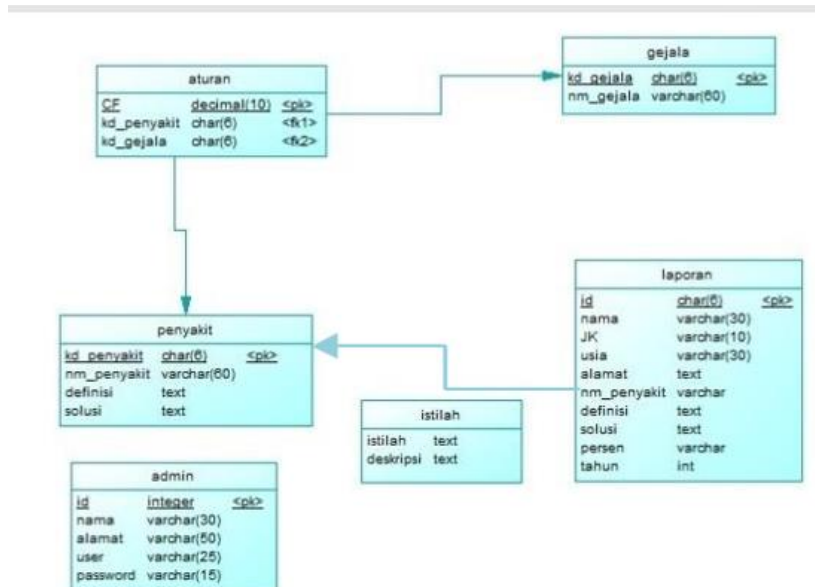 aturan
CF decimal(10) <pk>
kd_penyakit char(6) <fk1>
kd_gejala char(6) <fk2>
gejala
kd_gejala char(6) <pk>
nm_gejala varchar(60)
penyakit
kd_penyakit char(6) <pk>
nm_penyakit varchar(60)
definisi text
solusi text
laporan
id char(6) <pk>
nama varchar(30)
JK varchar(10)
usia varchar(30)
alamat text
nm_penyakit varchar
definisi text
solusi text
persen varchar
tahun int
istilah
istilah text
deskripsi text
admin
id integer <pk>
nama varchar(30)
alamat varchar(50)
user varchar(25)
password varchar(15)